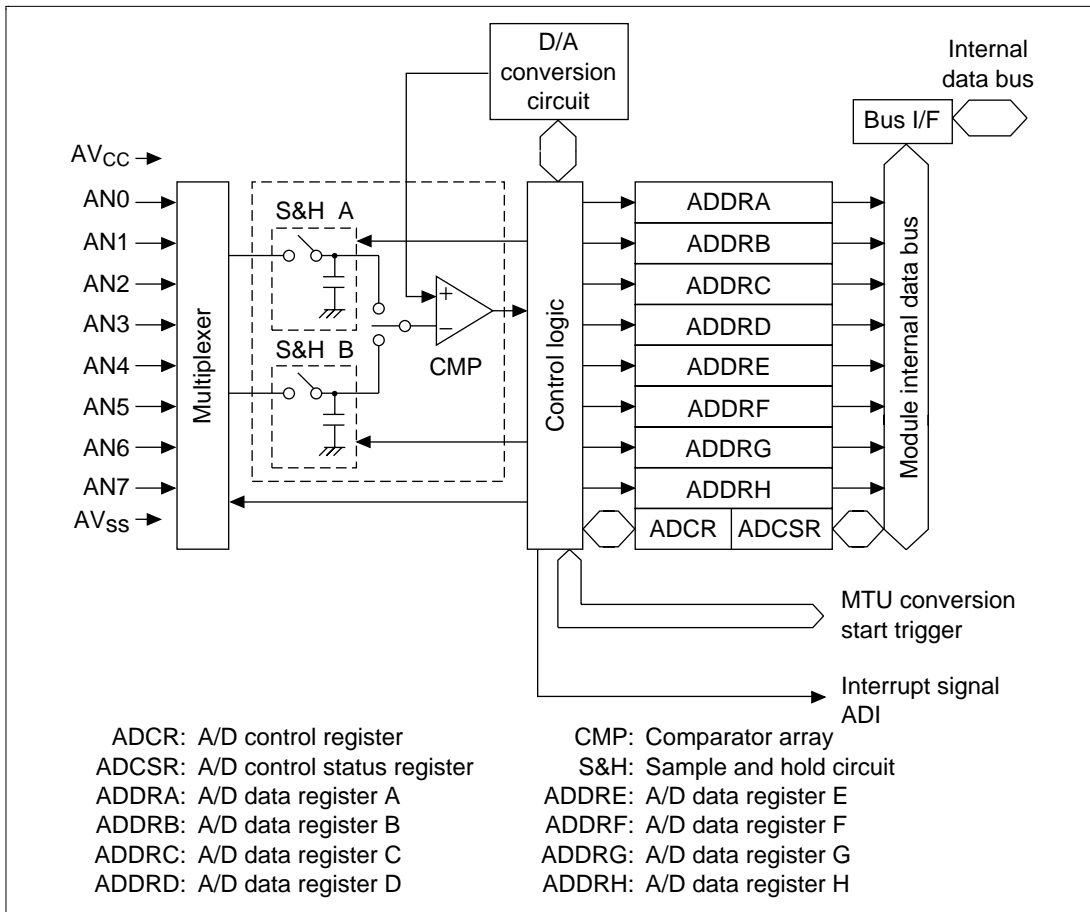 D/A
conversion
circuit
Internal
data bus
Bus I/F
AVCC
AN0
AN1
AN2
AN3
AN4
AN5
AN6
AN7
AVSS
Multiplexer
S&H A
S&H B
+
−
CMP
Control logic
ADDRA
ADDRB
ADDRC
ADDRD
ADDRE
ADDRF
ADDRG
ADDRH
ADCR
ADCSR
Module internal data bus
MTU conversion
start trigger
Interrupt signal
ADI
ADCR: A/D control register
ADCSR: A/D control status register
ADDRA: A/D data register A
ADDRB: A/D data register B
ADDRC: A/D data register C
ADDRD: A/D data register D
CMP: Comparator array
S&H: Sample and hold circuit
ADDRE: A/D data register E
ADDRF: A/D data register F
ADDRG: A/D data register G
ADDRH: A/D data register H